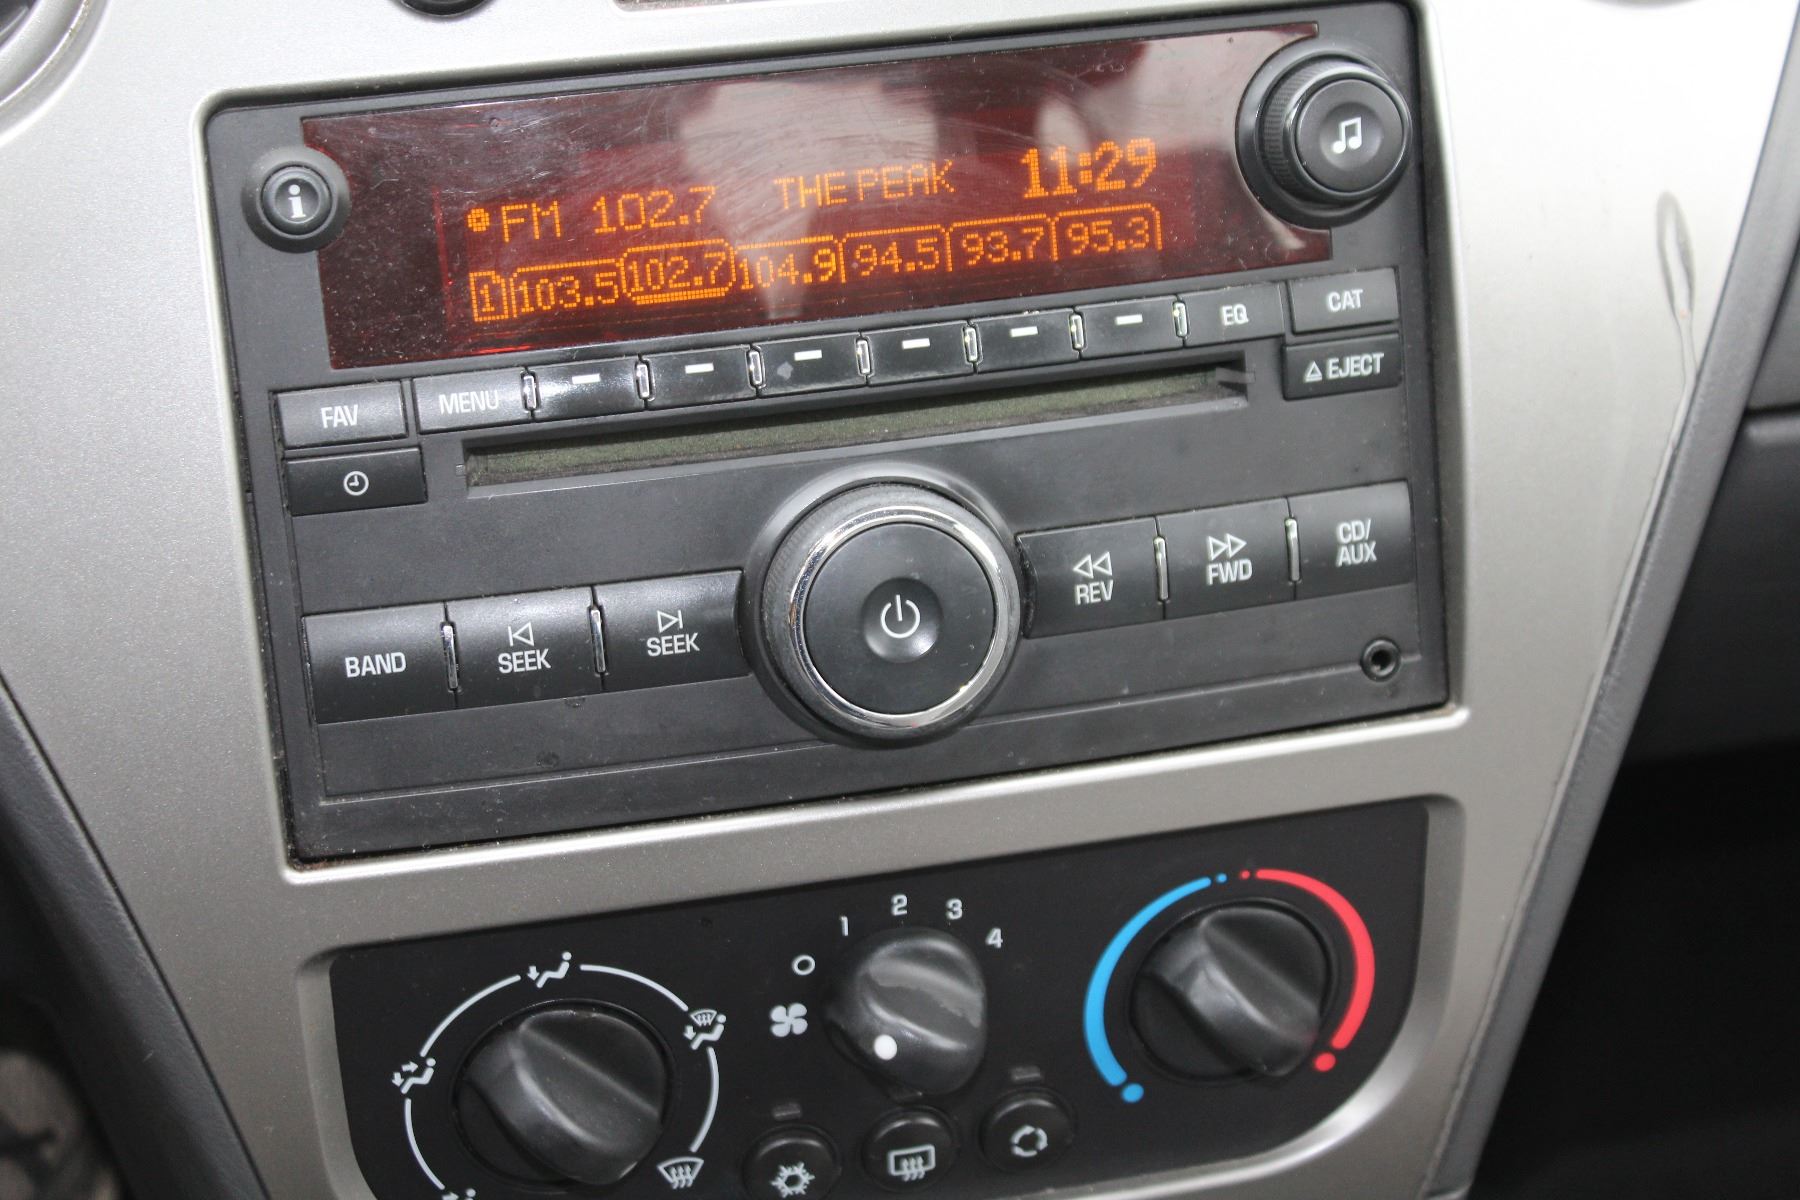 i
FM 102.7 THE PEAK 11:29
1 103.5 102.7 104.9 94.5 93.7 95.3
FAV MENU EQ CAT
EJECT
BAND SEEK SEEK REV FWD CD/
AUX
1 2 3 4